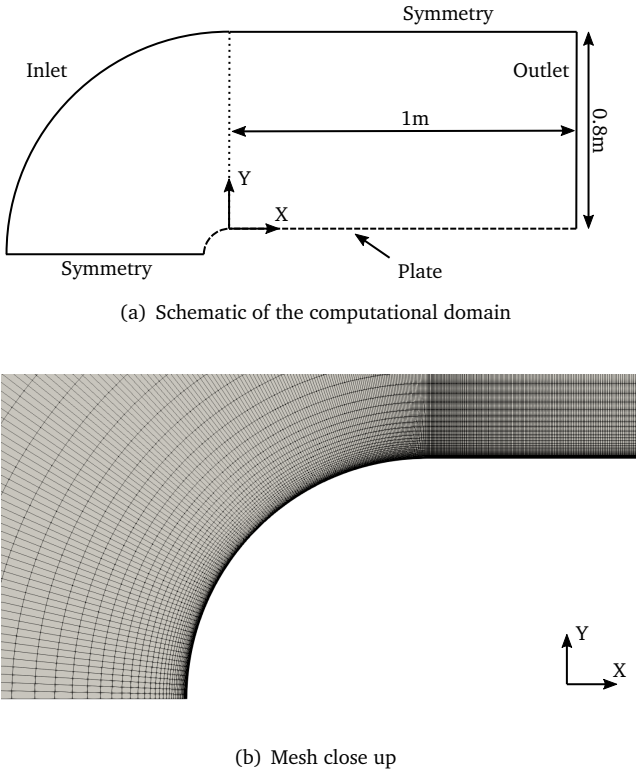 Symmetry
Inlet
Outlet
1m
0.8m
Y
X
Symmetry
Plate
(a) Schematic of the computational domain
Y
X
(b) Mesh close up